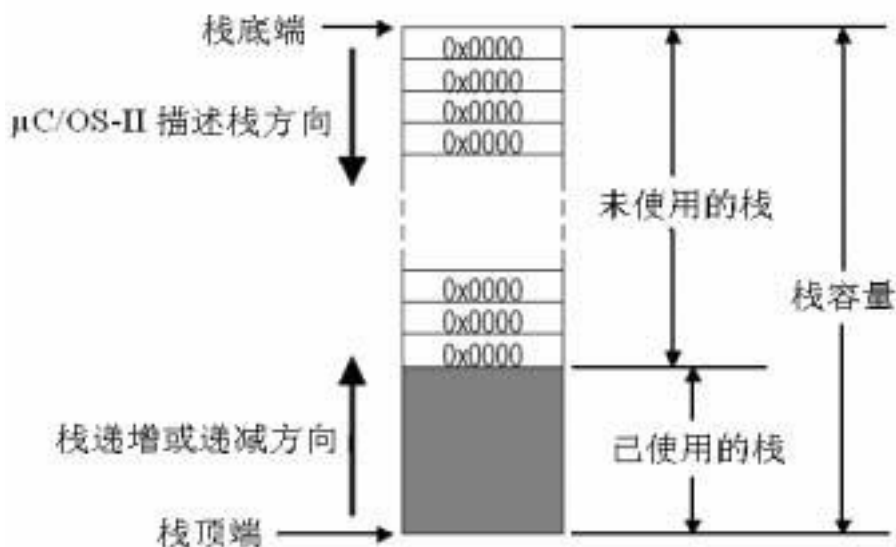 栈底端
0x0000
0x0000
0x0000
0x0000
μC/OS-II 描述栈方向
未使用的栈
栈容量
0x0000
0x0000
0x0000
栈递增或递减方向
已使用的栈
栈顶端